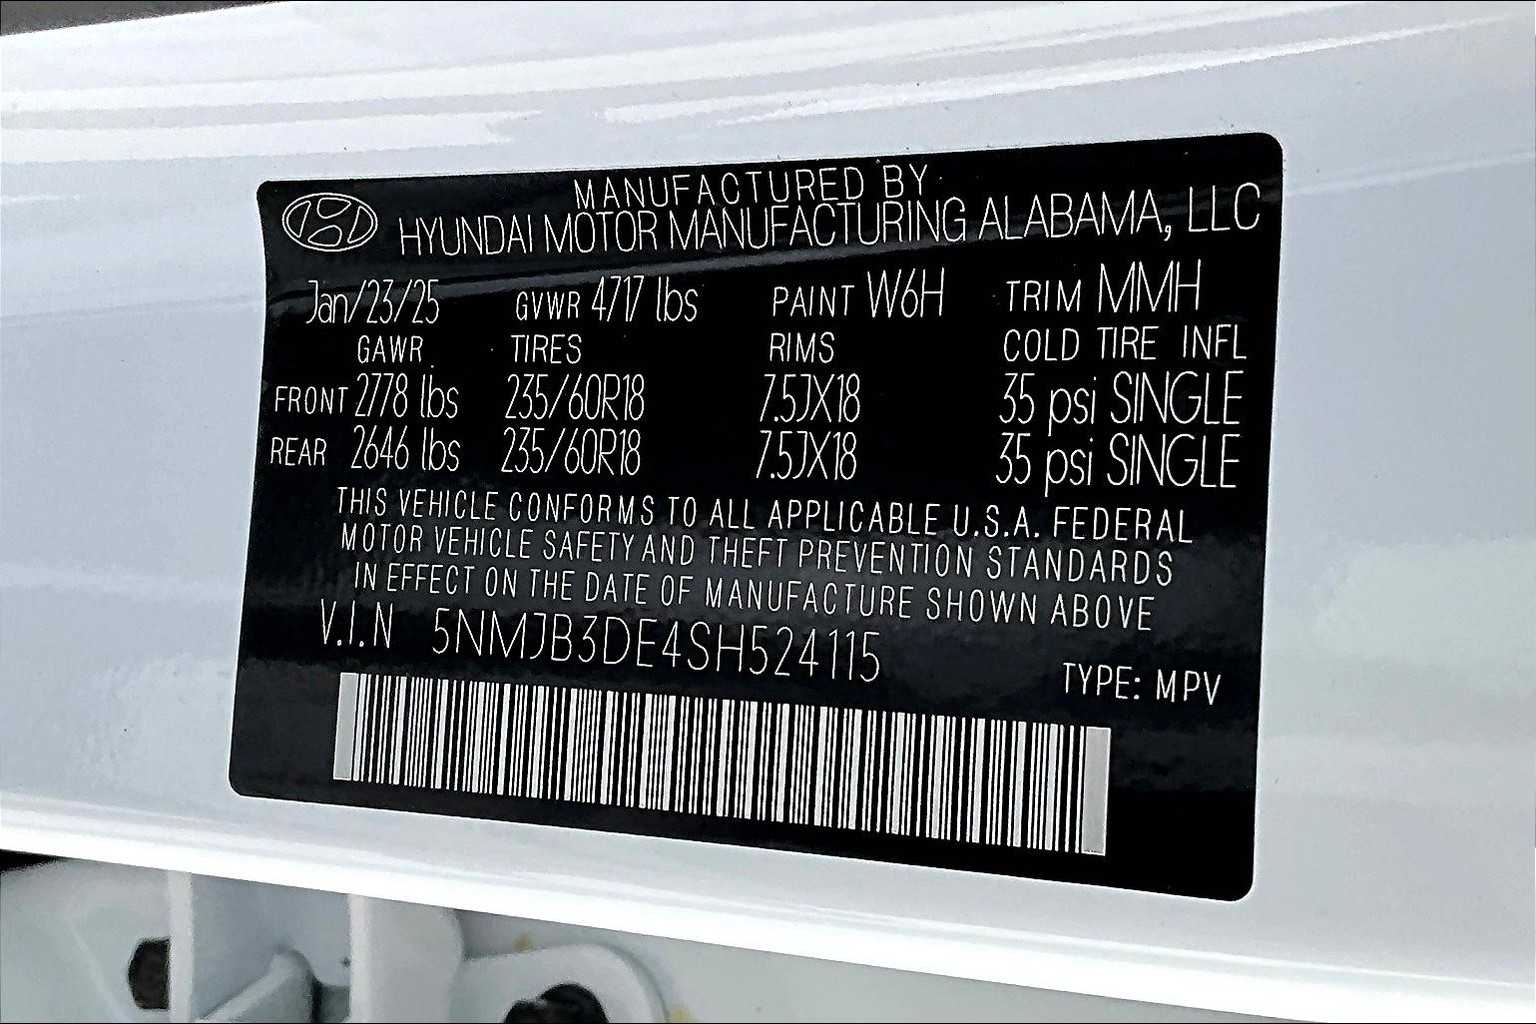 MANUFACTURED BY
HYUNDAI MOTOR MANUFACTURING ALABAMA, LLC
Jan/23/25 GVWR 4717 lbs PAINT W6H TRIM MMH
GAWR TIRES RIMS COLD TIRE INFL
FRONT 2778 lbs 235/60R18 7.5JX18 35 psi SINGLE
REAR 2646 lbs 235/60R18 7.5JX18 35 psi SINGLE
THIS VEHICLE CONFORMS TO ALL APPLICABLE U.S.A. FEDERAL
MOTOR VEHICLE SAFETY AND THEFT PREVENTION STANDARDS
IN EFFECT ON THE DATE OF MANUFACTURE SHOWN ABOVE
V.I.N 5NMJB3DE4SH524115
TYPE: MPV